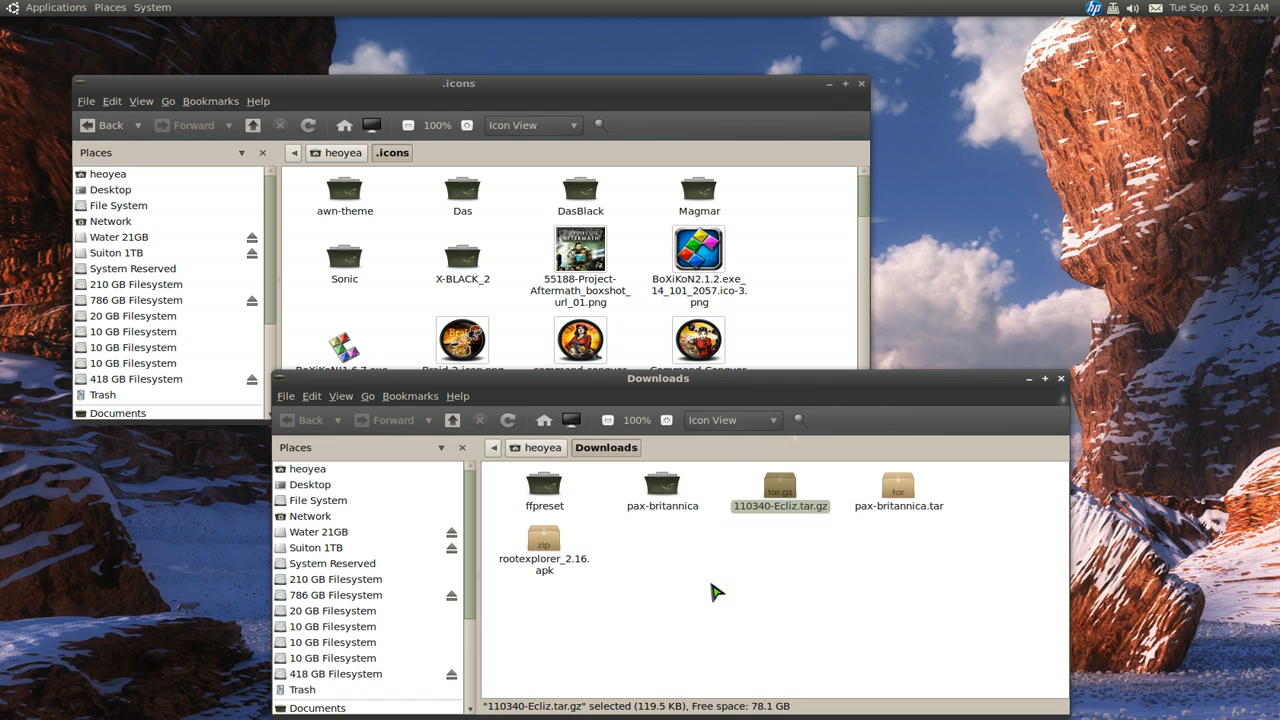 Applications Places System
hp
Tue Sep 6, 2:21 AM
.icons
File Edit View Go Bookmarks Help
Back Forward 100% Icon View
Places
heoyea .icons
heoyea
Desktop
File System
Network
Water 21GB
Suiton 1TB
System Reserved
210 GB Filesystem
786 GB Filesystem
20 GB Filesystem
10 GB Filesystem
10 GB Filesystem
10 GB Filesystem
418 GB Filesystem
Trash
Documents
awn-theme Das DasBlack Magmar
Sonic X-BLACK_2
55188-Project-
Aftermath_boxshot_
url_01.png
BoXiKoN2.1.2.exe_
14_101_2057.ico-3.
png
Downloads
File Edit View Go Bookmarks Help
Back Forward 100% Icon View
Places
heoyea Downloads
heoyea
Desktop
File System
Network
Water 21GB
Suiton 1TB
System Reserved
210 GB Filesystem
786 GB Filesystem
20 GB Filesystem
10 GB Filesystem
10 GB Filesystem
10 GB Filesystem
418 GB Filesystem
Trash
Documents
tar.gz
tar
ffpreset pax-britannica 110340-Ecliz.tar.gz pax-britannica.tar
zip
rootexplorer_2.16.
apk
"110340-Ecliz.tar.gz" selected (119.5 KB), Free space: 78.1 GB